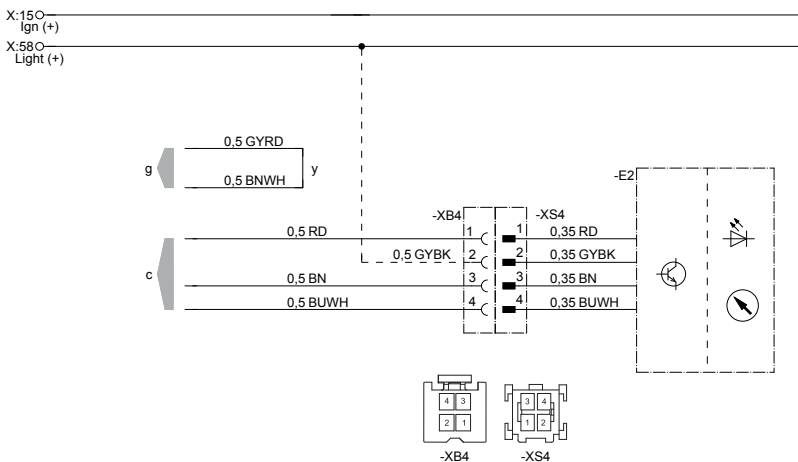 X:15
Ign (+)
X:58
Light (+)
0,5 GYRD
g
y
0,5 BNWH
-E2
-XB4
-XS4
0,5 RD
1
1
0,35 RD
0,5 GYBK
2
2
0,35 GYBK
c
0,5 BN
3
3
0,35 BN
0,5 BUWH
4
4
0,35 BUWH
4 3
3 4
2 1
1 2
-XB4
-XS4